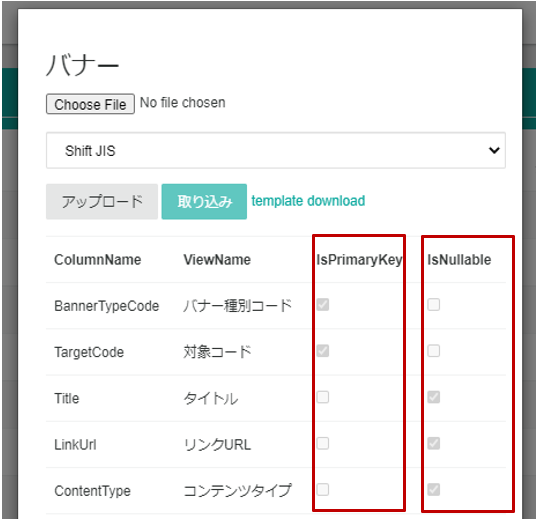 バナー
Choose File No file chosen
Shift JIS
アップロード 取り込み template download
ColumnName ViewName IsPrimaryKey IsNullable
BannerTypeCode バナー種別コード
TargetCode 対象コード
Title タイトル
LinkUrl リンクURL
ContentType コンテンツタイプ